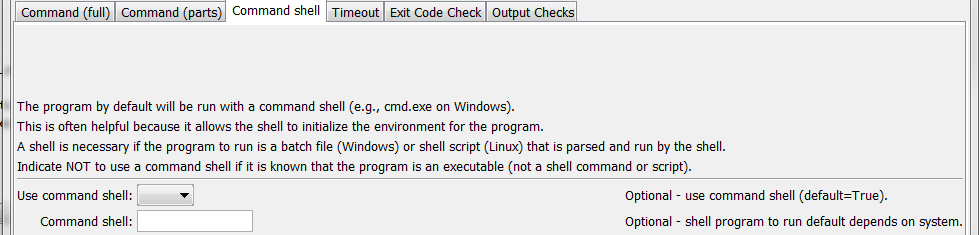 Command (full) Command (parts) Command shell Timeout Exit Code Check Output Checks
The program by default will be run with a command shell (e.g., cmd.exe on Windows).
This is often helpful because it allows the shell to initialize the environment for the program.
A shell is necessary if the program to run is a batch file (Windows) or shell script (Linux) that is parsed and run by the shell.
Indicate NOT to use a command shell if it is known that the program is an executable (not a shell command or script).
Use command shell: Optional - use command shell (default=True).
Command shell: Optional - shell program to run default depends on system.